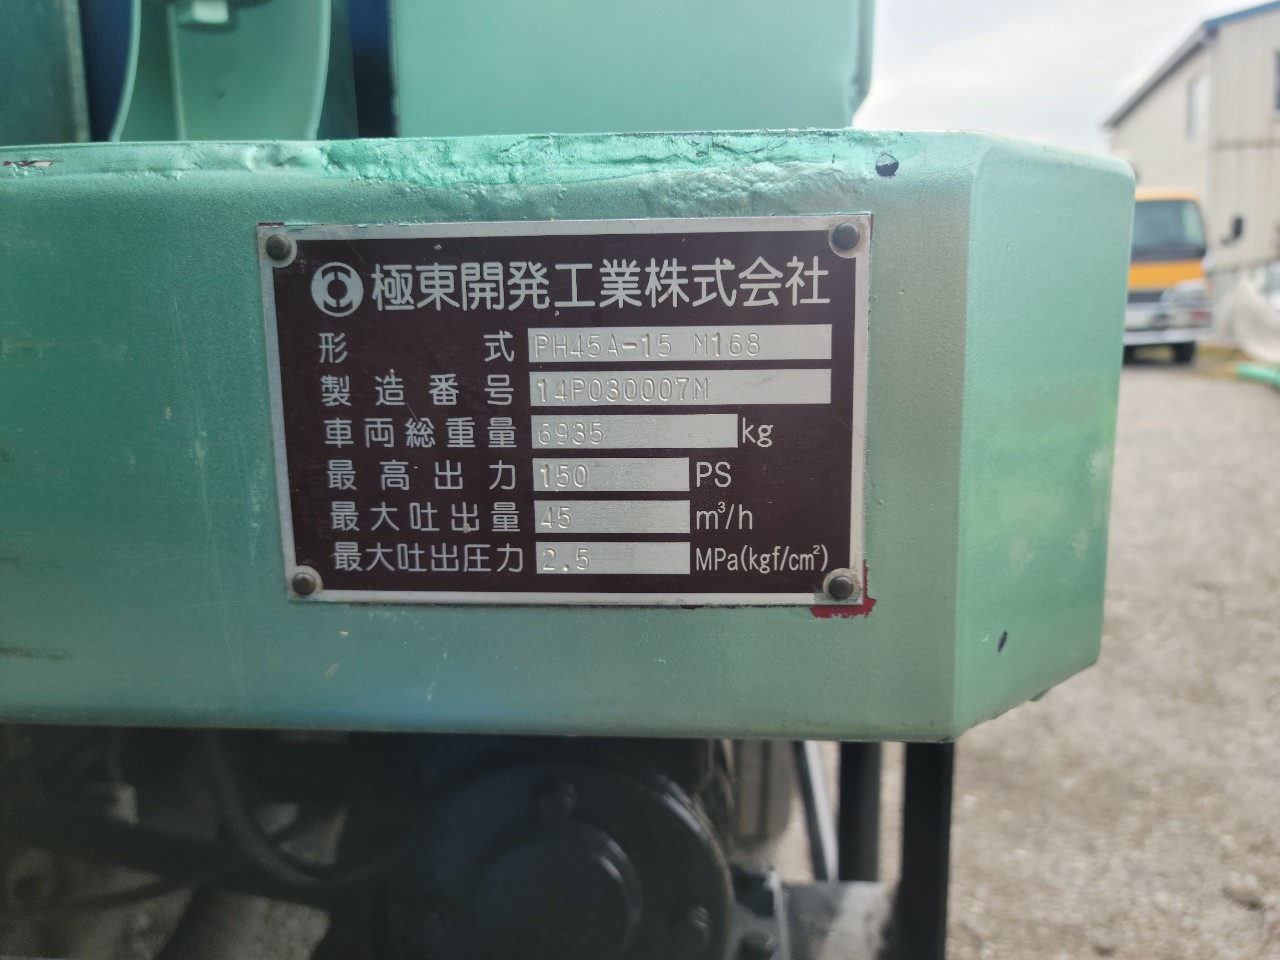 極東開発工業株式会社
形式 PH45A-15 M168
製造番号 14P030007M
車両総重量 6935 kg
最高出力 150 PS
最大吐出量 45 m³/h
最大吐出圧力 2.5 MPa(kgf/cm²)